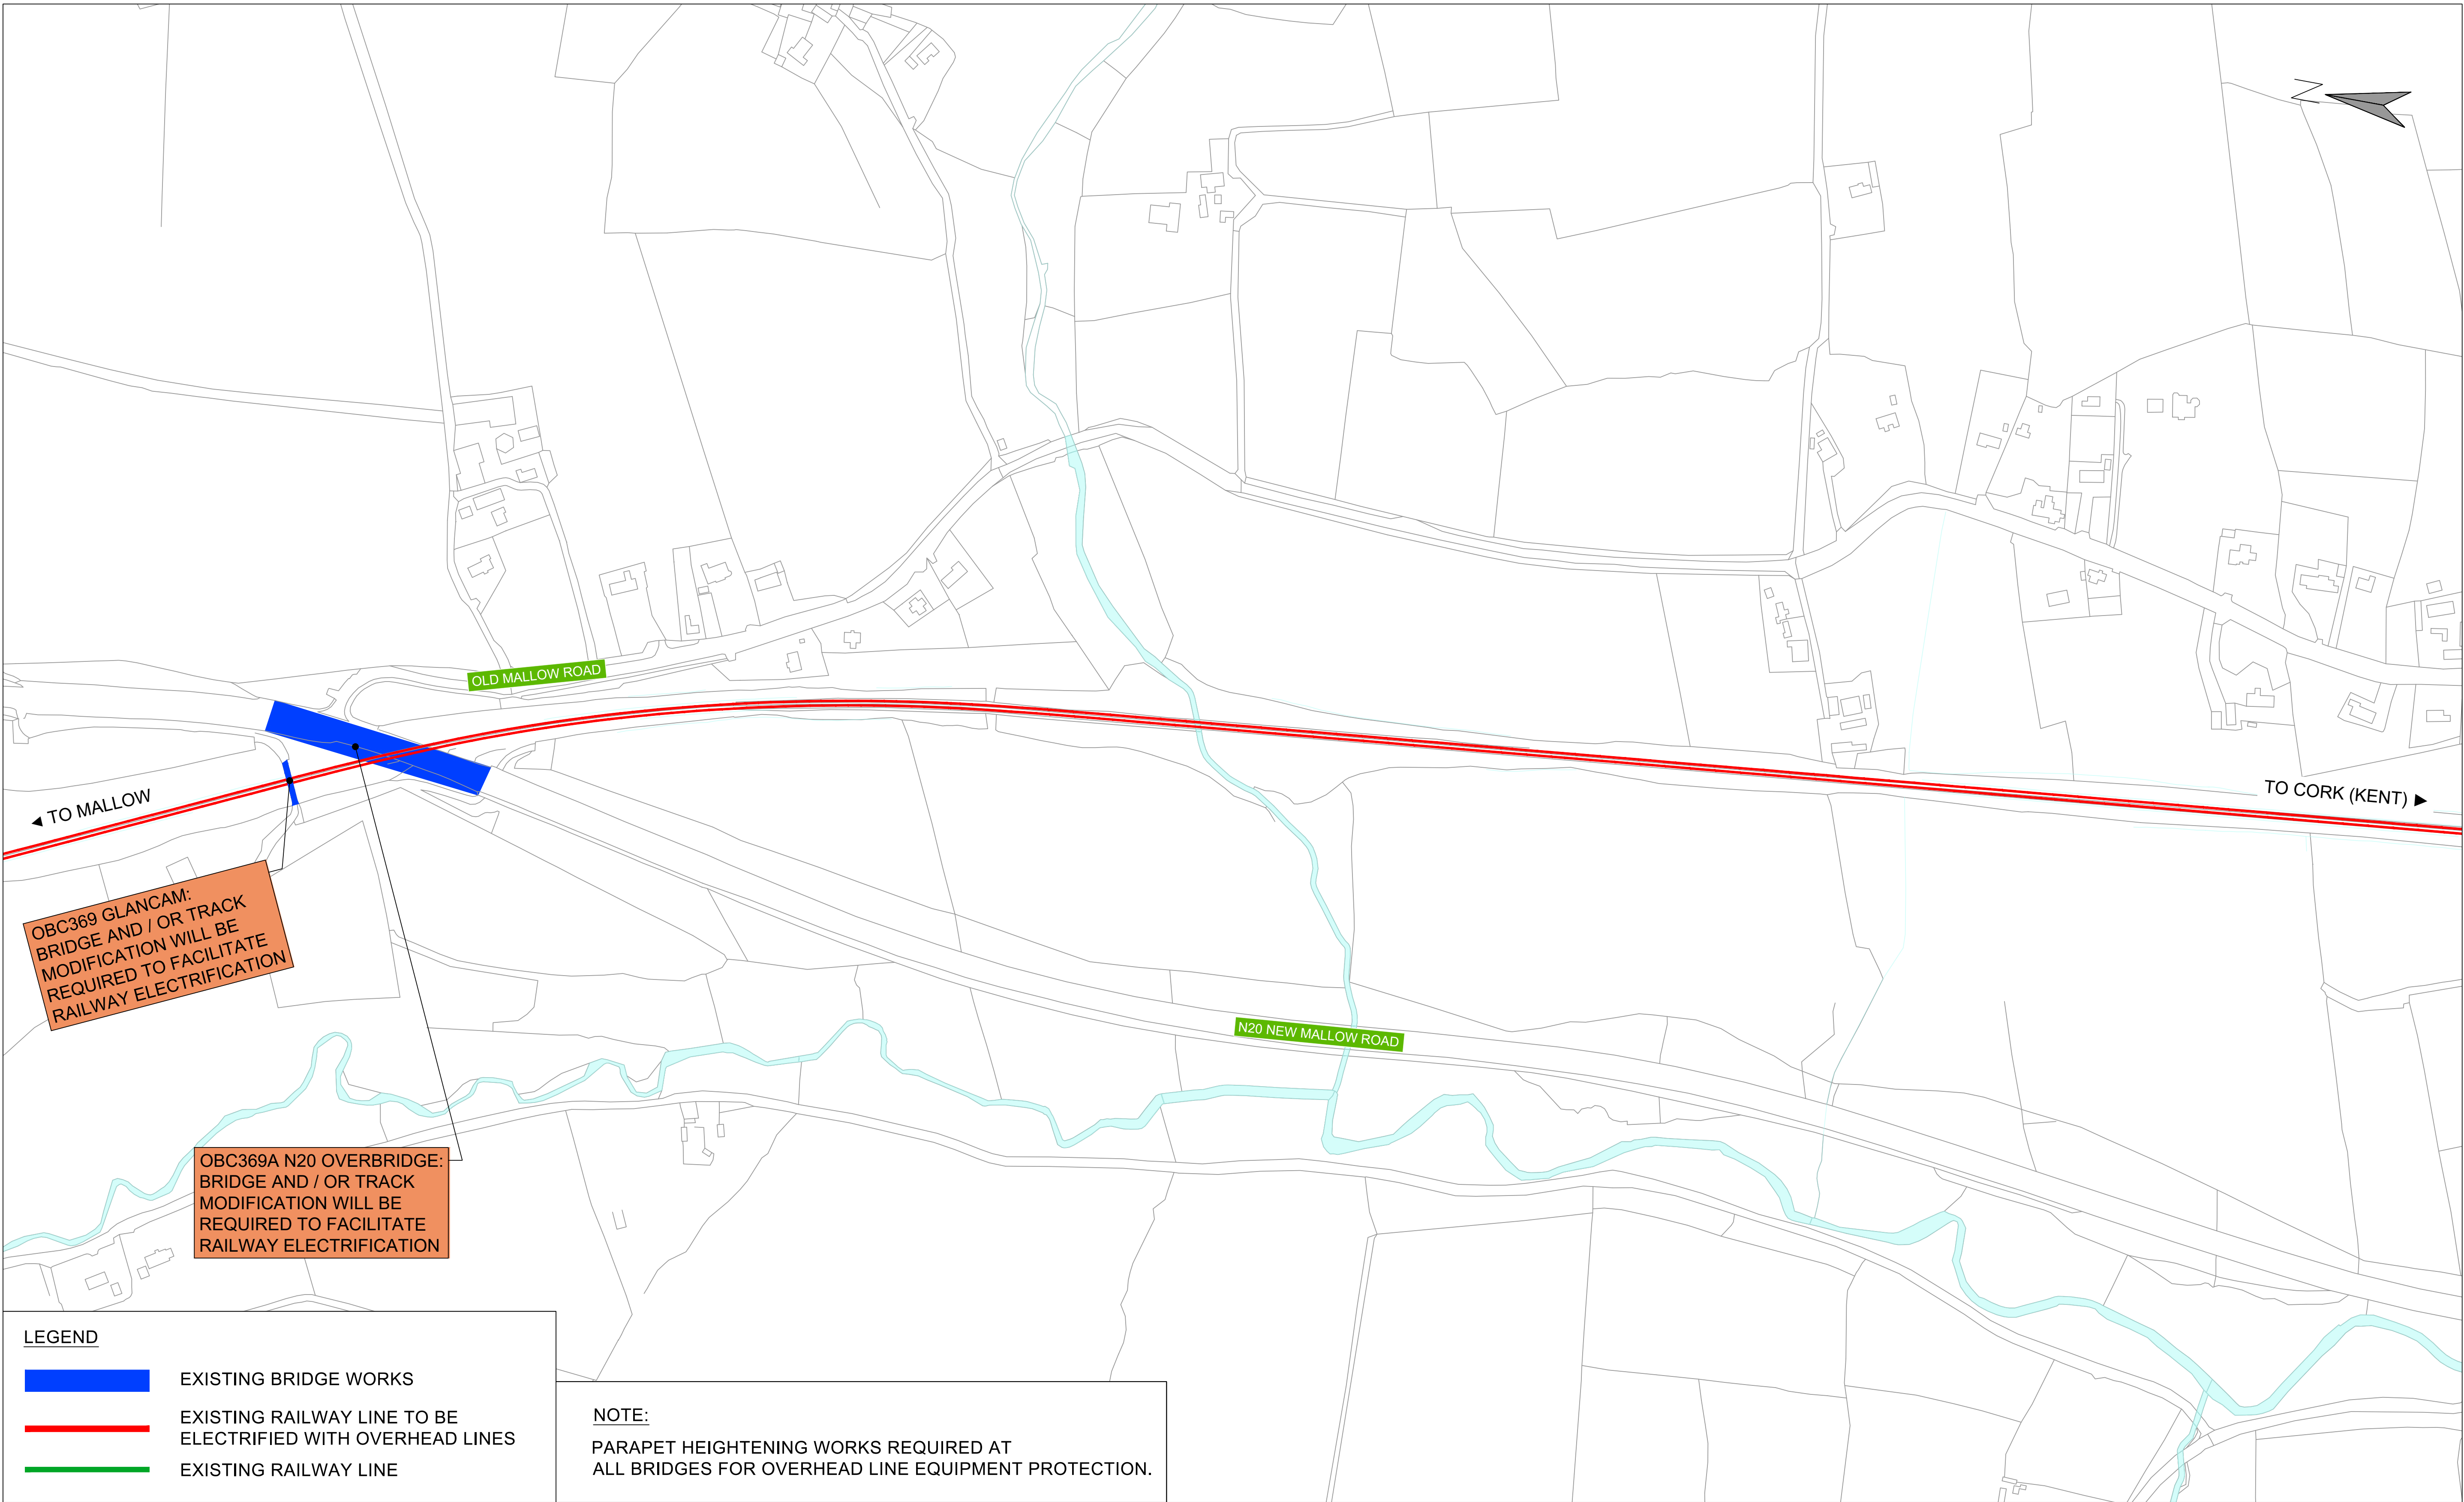 Z
OLD MALLOW ROAD
◄ TO MALLOW
TO CORK (KENT) ►
OBC369 GLANCAM:
BRIDGE AND / OR TRACK
MODIFICATION WILL BE
REQUIRED TO FACILITATE
RAILWAY ELECTRIFICATION
N20 NEW MALLOW ROAD
OBC369A N20 OVERBRIDGE:
BRIDGE AND / OR TRACK
MODIFICATION WILL BE
REQUIRED TO FACILITATE
RAILWAY ELECTRIFICATION
LEGEND
EXISTING BRIDGE WORKS
EXISTING RAILWAY LINE TO BE
ELECTRIFIED WITH OVERHEAD LINES
EXISTING RAILWAY LINE
NOTE:
PARAPET HEIGHTENING WORKS REQUIRED AT
ALL BRIDGES FOR OVERHEAD LINE EQUIPMENT PROTECTION.